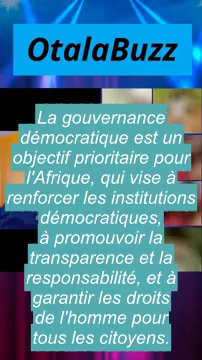 OtalaBuzz
La gouvernance
démocratique est un
objectif prioritaire pour
l'Afrique, qui vise à
renforcer les institutions
démocratiques,
à promouvoir la
transparence et la
responsabilité, et à
garantir les droits
de l'homme pour
tous les citoyens.